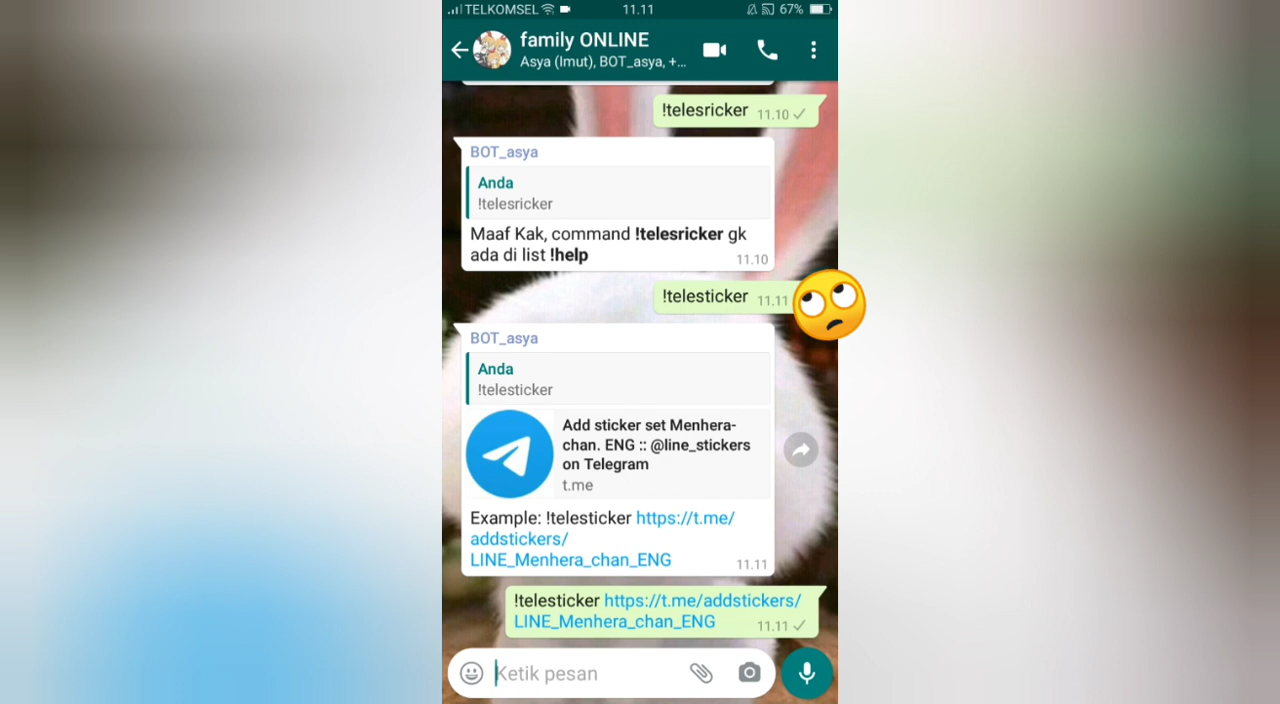 TELKOMSEL 11.11 67%
family ONLINE
Asya (Imut), BOT_asya, +...
!telesricker 11.10
BOT_asya
Anda
!telesricker
Maaf Kak, command !telesricker gk
ada di list !help 11.10
!telesticker 11.11
BOT_asya
Anda
!telesticker
Add sticker set Menhera-
chan. ENG :: @line_stickers
on Telegram
t.me
Example: !telesticker https://t.me/
addstickers/
LINE_Menhera_chan_ENG 11.11
!telesticker https://t.me/addstickers/
LINE_Menhera_chan_ENG 11.11
Ketik pesan